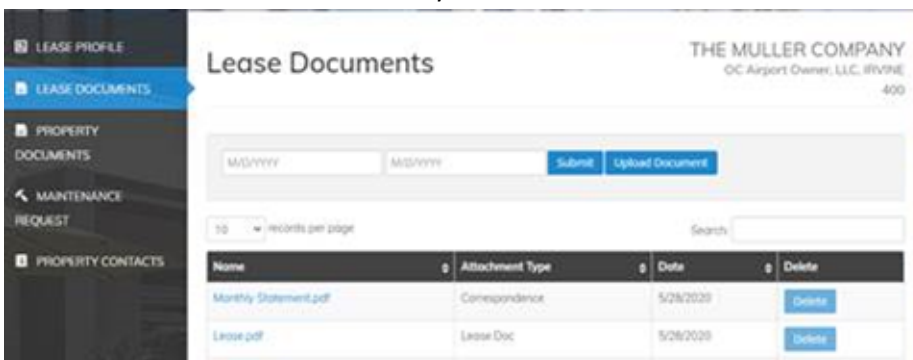 LEASE PROFILE
LEASE DOCUMENTS
PROPERTY
DOCUMENTS
MAINTENANCE
REQUEST
PROPERTY CONTACTS
Lease Documents
THE MULLER COMPANY
OC Airport Owner, LLC, IRVINE
400
M/D/YYYY M/D/YYYY Submit Upload Document
10 records per page Search:
Name Attachment Type Date Delete
Monthly Statement.pdf Correspondence 5/28/2020 Delete
Lease.pdf Lease Doc 5/28/2020 Delete